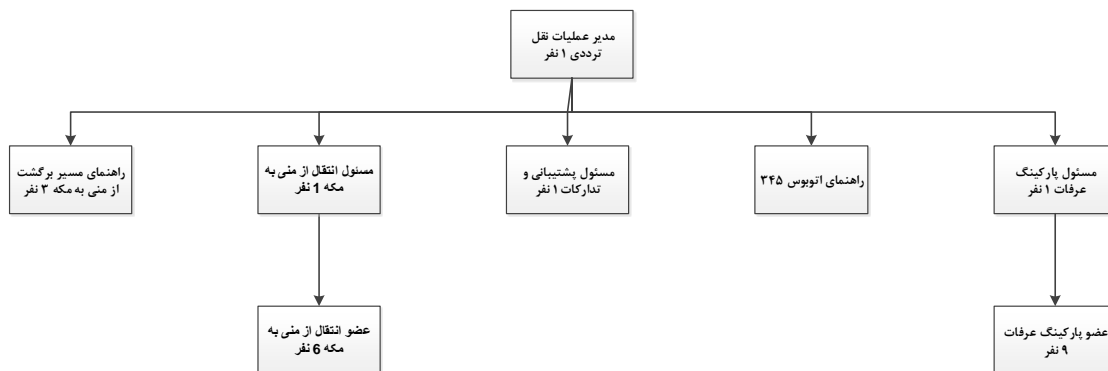 مدیر عملیات نقل
ترددی ۱ نفر
مسئول پارکینگ
عرفات ۱ نفر
راهنمای اتوبوس ۳۴۵
مسئول پشتیبانی و
تدارکات ۱ نفر
مسئول انتقال از منی به
مکه 1 نفر
راهنمای مسیر برگشت
از منی به مکه ۳ نفر
عضو پارکینگ عرفات
۹ نفر
عضو انتقال از منی به
مکه 6 نفر